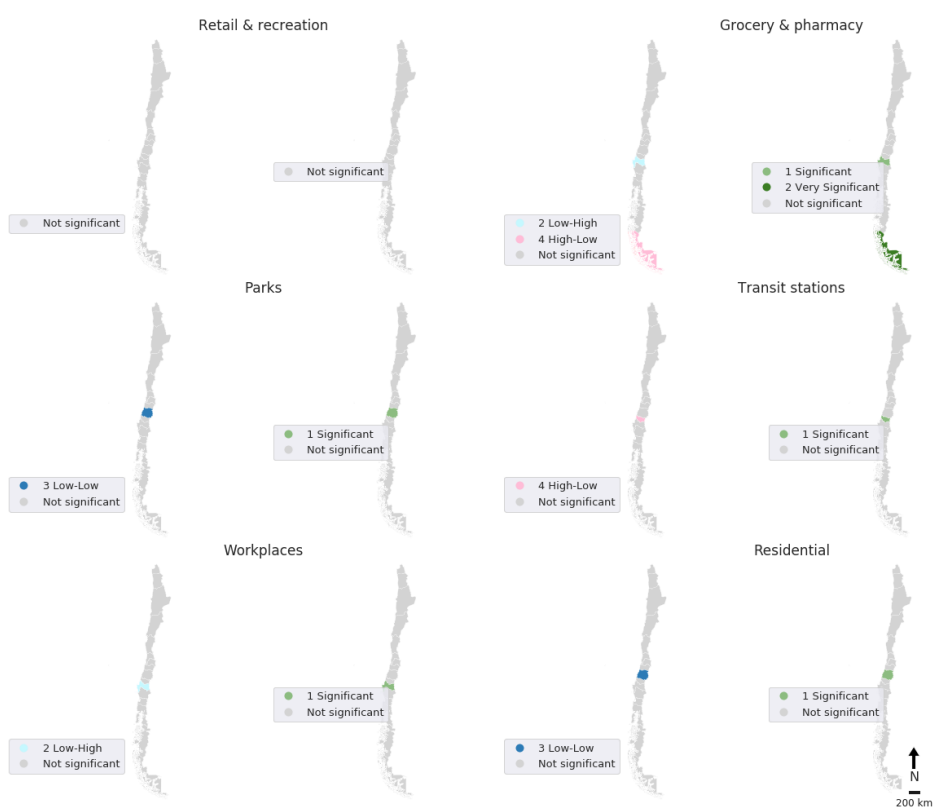 Retail & recreation
Grocery & pharmacy
Not significant
Not significant
2 Low-High
4 High-Low
Not significant
1 Significant
2 Very Significant
Not significant
Parks
Transit stations
3 Low-Low
Not significant
1 Significant
Not significant
4 High-Low
Not significant
1 Significant
Not significant
Workplaces
Residential
2 Low-High
Not significant
1 Significant
Not significant
3 Low-Low
Not significant
1 Significant
Not significant
N
200 km